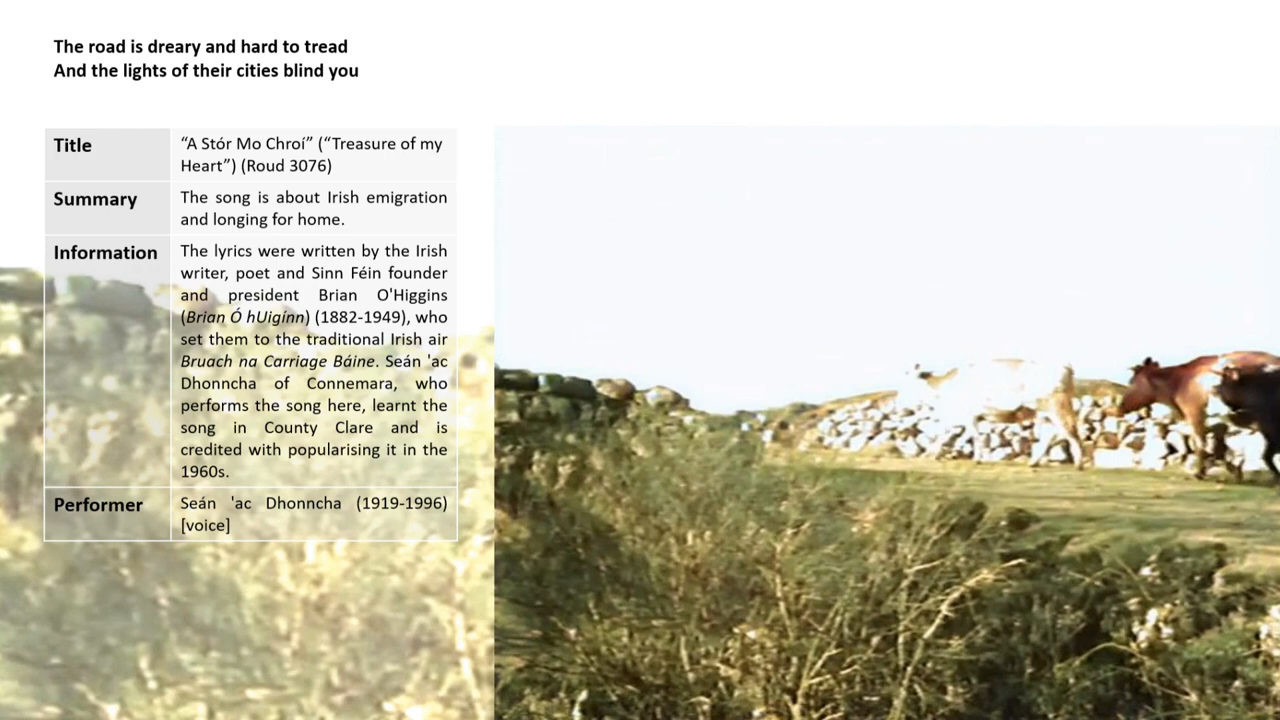 The road is dreary and hard to tread
And the lights of their cities blind you
Title
“A Stór Mo Chroí” (“Treasure of my
Heart”) (Roud 3076)
Summary
The song is about Irish emigration
and longing for home.
Information
The lyrics were written by the Irish
writer, poet and Sinn Féin founder
and president Brian O'Higgins
(Brian Ó hUigínn) (1882-1949), who
set them to the traditional Irish air
Bruach na Carriage Báine. Seán 'ac
Dhonncha of Connemara, who
performs the song here, learnt the
song in County Clare and is
credited with popularising it in the
1960s.
Performer
Seán 'ac Dhonncha (1919-1996)
[voice]